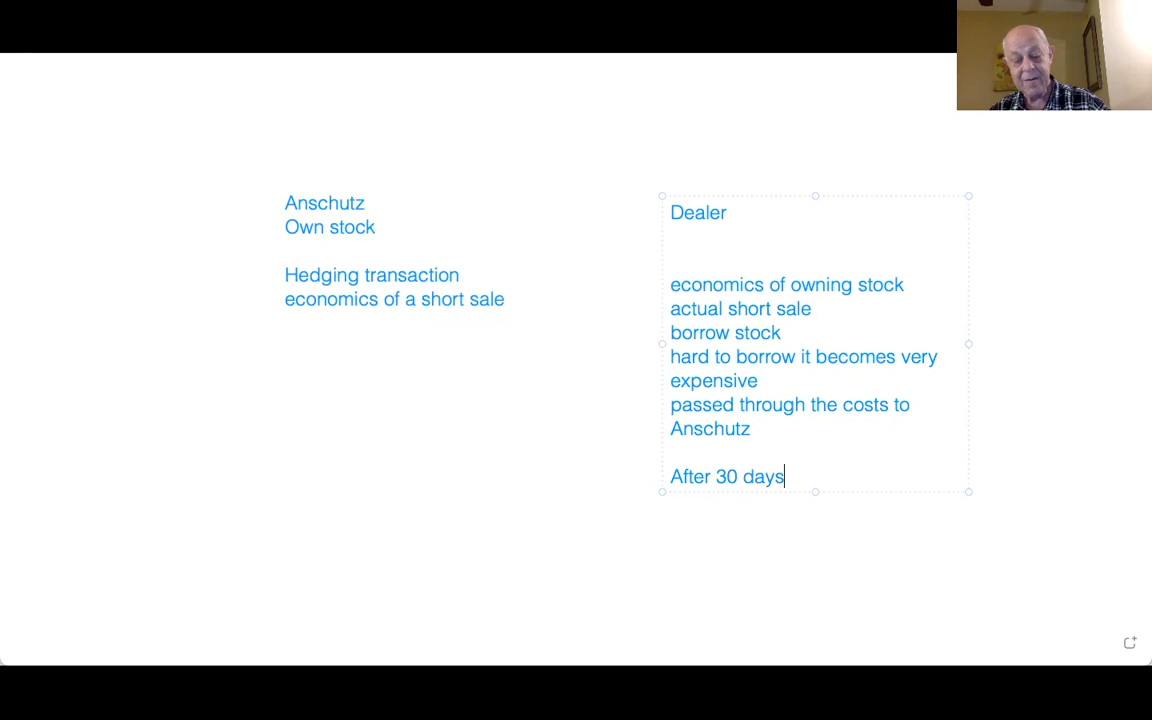 Anschutz
Own stock
Hedging transaction
economics of a short sale
Dealer
economics of owning stock
actual short sale
borrow stock
hard to borrow it becomes very
expensive
passed through the costs to
Anschutz
After 30 days